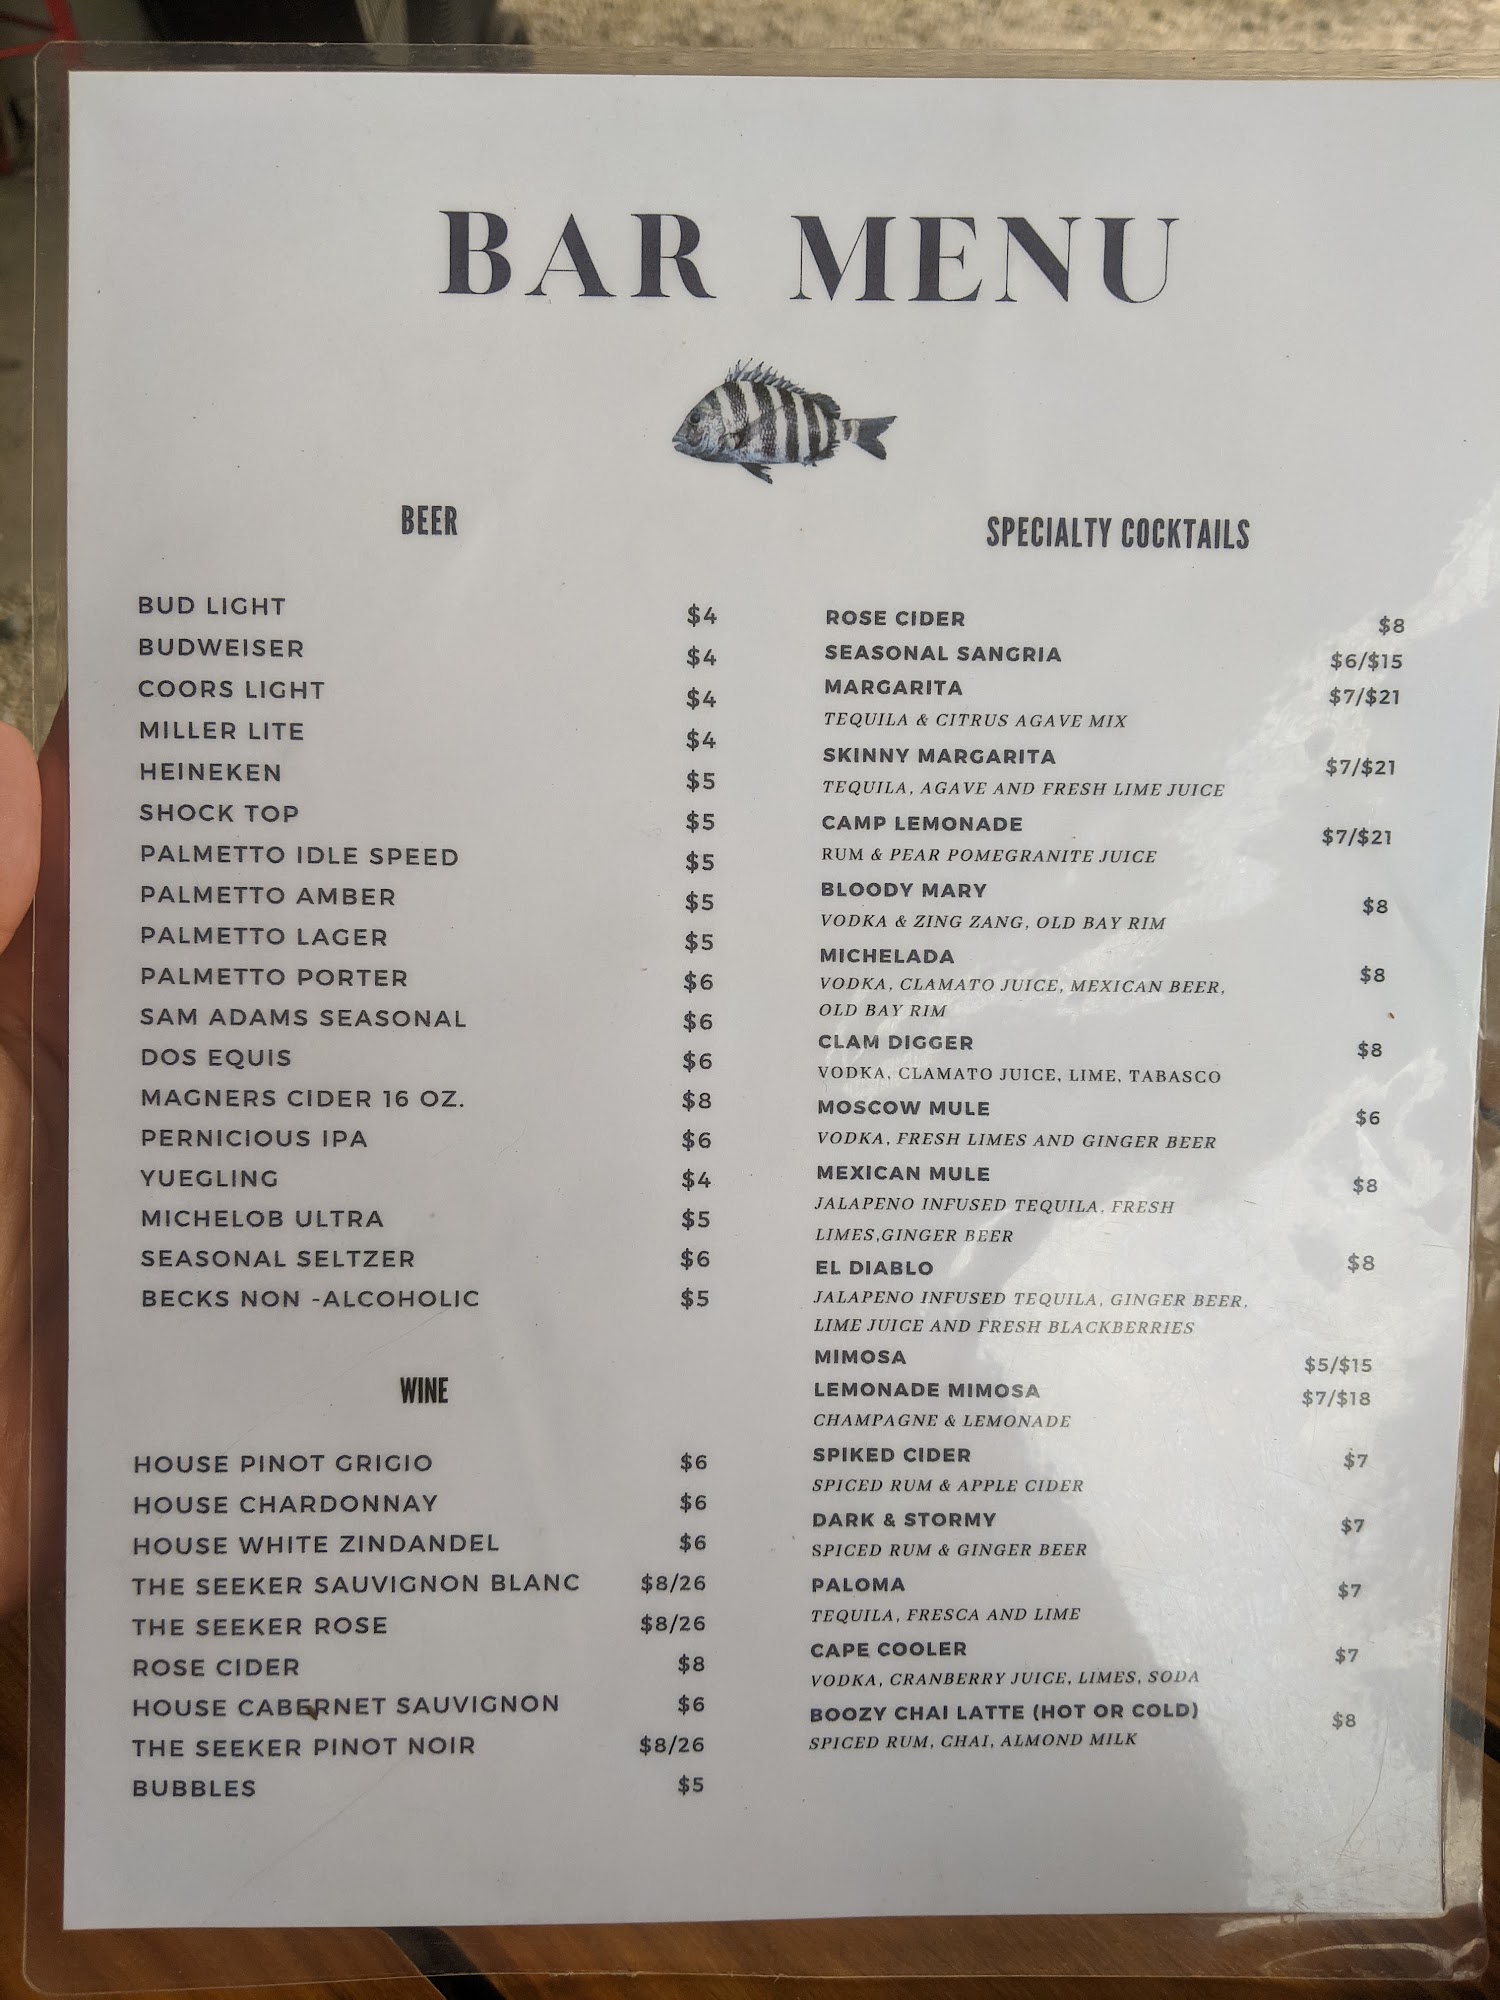 BAR MENU
BEER
BUD LIGHT $4
BUDWEISER $4
COORS LIGHT $4
MILLER LITE $4
HEINEKEN $5
SHOCK TOP $5
PALMETTO IDLE SPEED $5
PALMETTO AMBER $5
PALMETTO LAGER $5
PALMETTO PORTER $6
SAM ADAMS SEASONAL $6
DOS EQUIS $6
MAGNERS CIDER 16 OZ. $8
PERNICIOUS IPA $6
YUEGLING $4
MICHELOB ULTRA $5
SEASONAL SELTZER $6
BECKS NON -ALCOHOLIC $5
WINE
HOUSE PINOT GRIGIO $6
HOUSE CHARDONNAY $6
HOUSE WHITE ZINDANDEL $6
THE SEEKER SAUVIGNON BLANC $8/26
THE SEEKER ROSE $8/26
ROSE CIDER $8
HOUSE CABERNET SAUVIGNON $6
THE SEEKER PINOT NOIR $8/26
BUBBLES $5
SPECIALTY COCKTAILS
ROSE CIDER $8
SEASONAL SANGRIA $6/$15
MARGARITA $7/$21
TEQUILA & CITRUS AGAVE MIX
SKINNY MARGARITA $7/$21
TEQUILA, AGAVE AND FRESH LIME JUICE
CAMP LEMONADE $7/$21
RUM & PEAR POMEGRANITE JUICE
BLOODY MARY $8
VODKA & ZING ZANG, OLD BAY RIM
MICHELADA $8
VODKA, CLAMATO JUICE, MEXICAN BEER,
OLD BAY RIM
CLAM DIGGER $8
VODKA, CLAMATO JUICE, LIME, TABASCO
MOSCOW MULE $6
VODKA, FRESH LIMES AND GINGER BEER
MEXICAN MULE $8
JALAPENO INFUSED TEQUILA, FRESH
LIMES,GINGER BEER
EL DIABLO $8
JALAPENO INFUSED TEQUILA, GINGER BEER,
LIME JUICE AND FRESH BLACKBERRIES
MIMOSA $5/$15
LEMONADE MIMOSA $7/$18
CHAMPAGNE & LEMONADE
SPIKED CIDER $7
SPICED RUM & APPLE CIDER
DARK & STORMY $7
SPICED RUM & GINGER BEER
PALOMA $7
TEQUILA, FRESCA AND LIME
CAPE COOLER $7
VODKA, CRANBERRY JUICE, LIMES, SODA
BOOZY CHAI LATTE (HOT OR COLD) $8
SPICED RUM, CHAI, ALMOND MILK